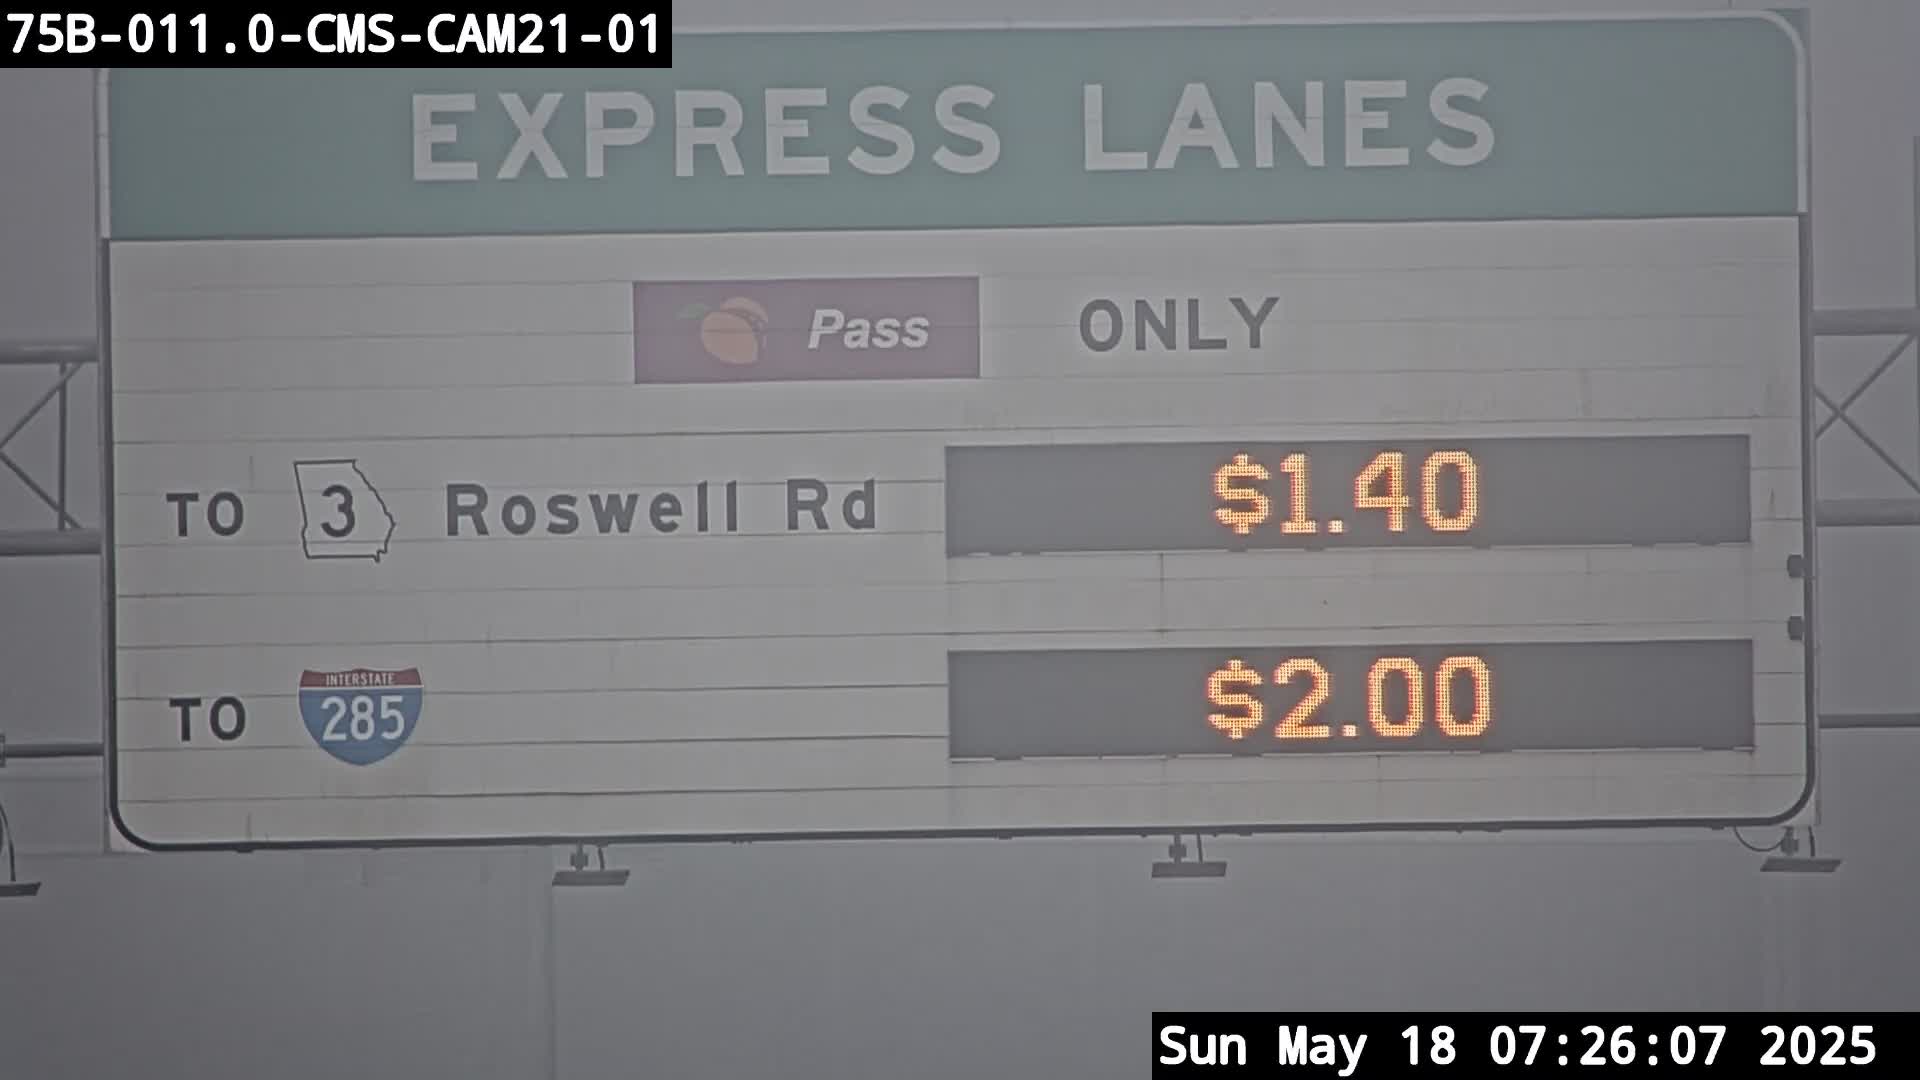 75B-011.0-CMS-CAM21-01
EXPRESS LANES
Pass ONLY
TO 3 Roswell Rd $1.40
INTERSTATE
TO 285 $2.00
Sun May 18 07:26:07 2025